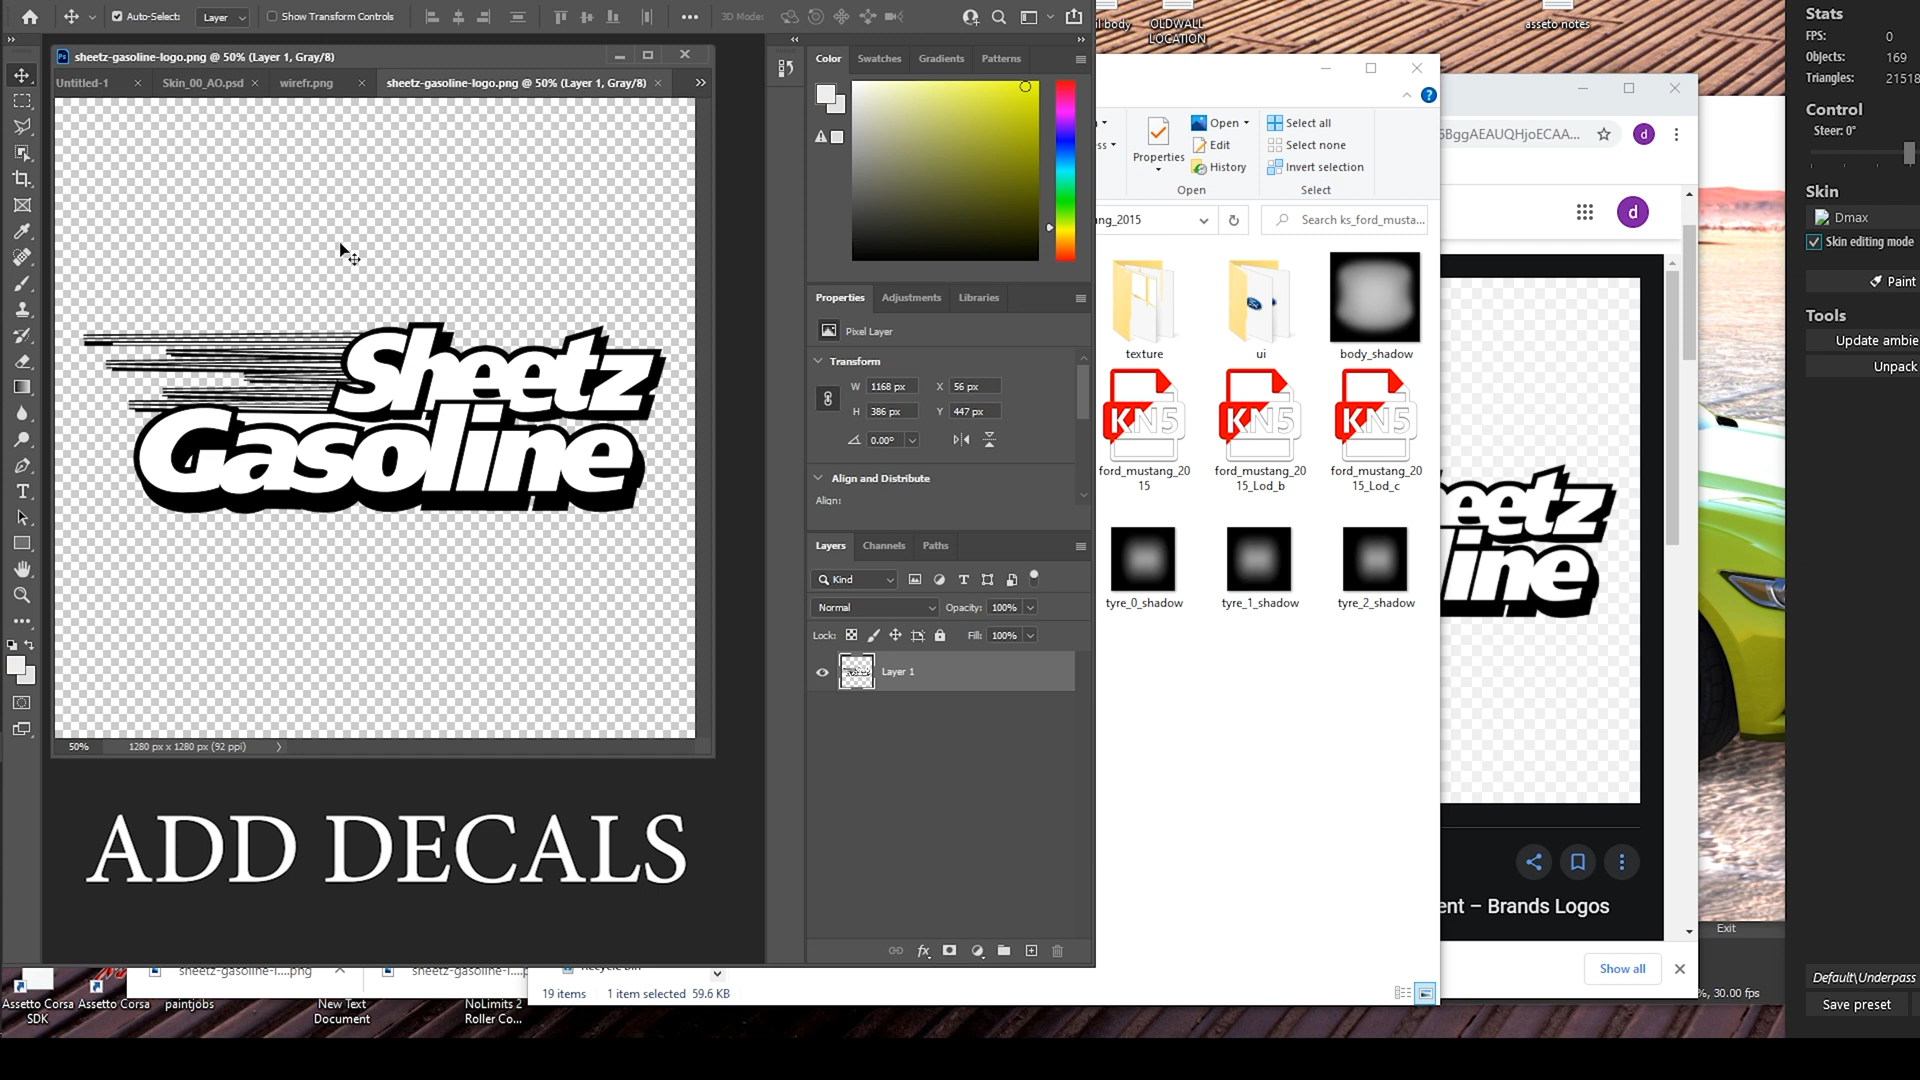 Auto-Select:
Layer
Show Transform Controls
3D Mode:
sheetz-gasoline-logo.png @ 50% (Layer 1, Gray/8)
Untitled-1
Skin_00_AO.psd
wirefr.png
sheetz-gasoline-logo.png @ 50% (Layer 1, Gray/8)
Sheetz
Gasoline
50%
1280 px x 1280 px (92 ppi)
ADD DECALS
Color
Swatches
Gradients
Patterns
Properties
Adjustments
Libraries
Pixel Layer
Transform
W
1168 px
X
56 px
H
386 px
Y
447 px
0.00°
Align and Distribute
Align:
Layers
Channels
Paths
Kind
Normal
Opacity:
100%
Lock:
Fill:
100%
Layer 1
fx
il body
OLDWALL
LOCATION
asseto notes
Properties
Open
Edit
History
Open
Select all
Select none
Invert selection
Select
ang_2015
Search ks_ford_musta...
texture
ui
body_shadow
KN5
KN5
KN5
ford_mustang_20
15
ford_mustang_20
15_Lod_b
ford_mustang_20
15_Lod_c
tyre_0_shadow
tyre_1_shadow
tyre_2_shadow
19 items
1 item selected
59.6 KB
6BggAEAUQHjoECAA...
d
d
eetz
line
ent – Brands Logos
Show all
Exit
%, 30.00 fps
Stats
FPS:
0
Objects:
169
Triangles:
21518
Control
Steer: 0°
Skin
Dmax
Skin editing mode
Paint
Tools
Update ambie
Unpack
Default\Underpass
Save preset
sheetz-gasoline-l....png
sheetz-gasoline-l....p
Assetto Corsa
SDK
Assetto Corsa
paintjobs
New Text
Document
NoLimits 2
Roller Co...